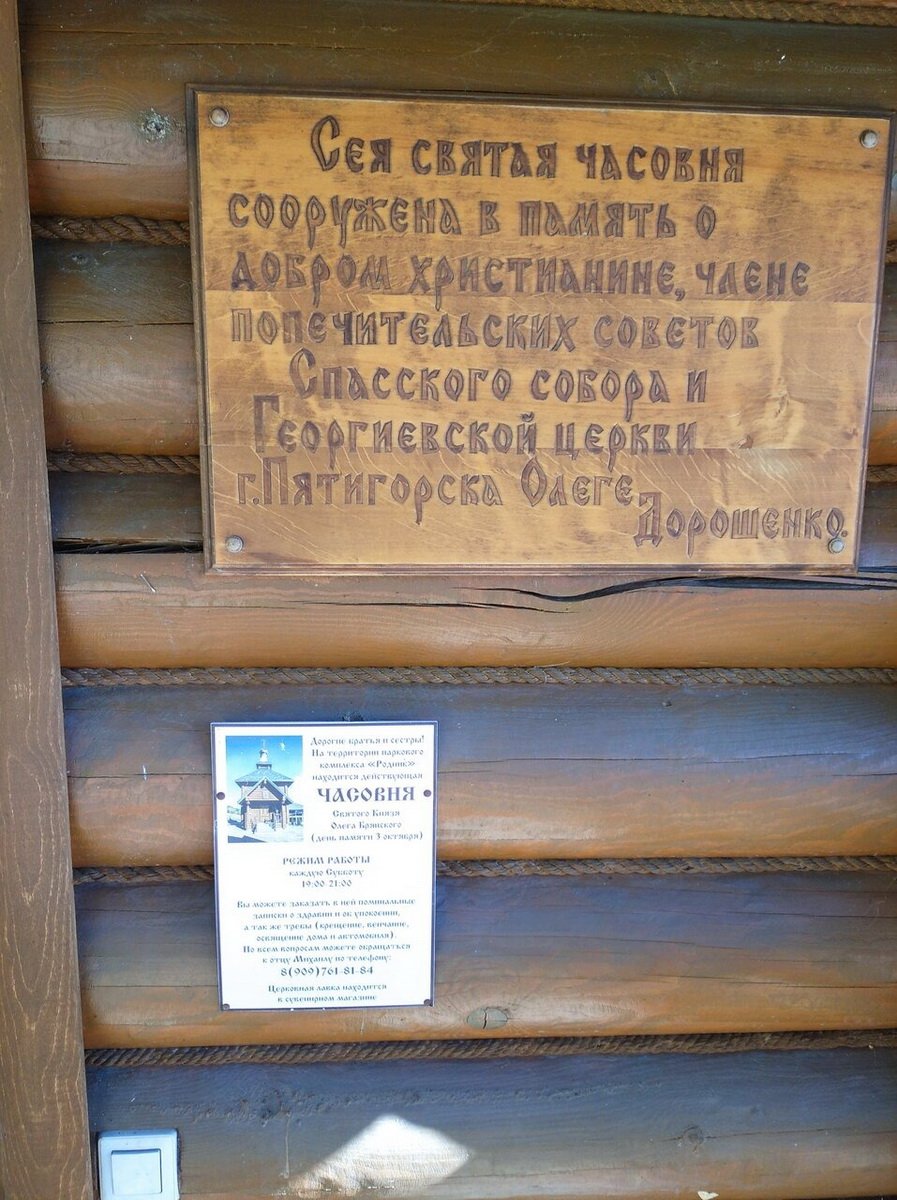 Сея святая часовня
сооружена в память о
добром христианине, члене
попечительских советов
Спасского собора и
Георгиевской церкви
г. Пятигорска Олеге
Дорошенко.
Дорогие братья и сестры!
На территории паркового
комплекса «Родник»
находится действующая
ЧАСОВНЯ
Святого Князя
Олега Брянского
(день памяти 3 октября)
РЕЖИМ РАБОТЫ
каждую Субботу
19:00-21:00
Вы можете заказать в ней поминальные
записки о здравии и об упокоении,
а так же требы (крещение, венчание,
освящение дома и автомобиля).
По всем вопросам можете обращаться
к отцу Михаилу по телефону:
8(909)761-81-84
Церковная лавка находится
в сувенирном магазине